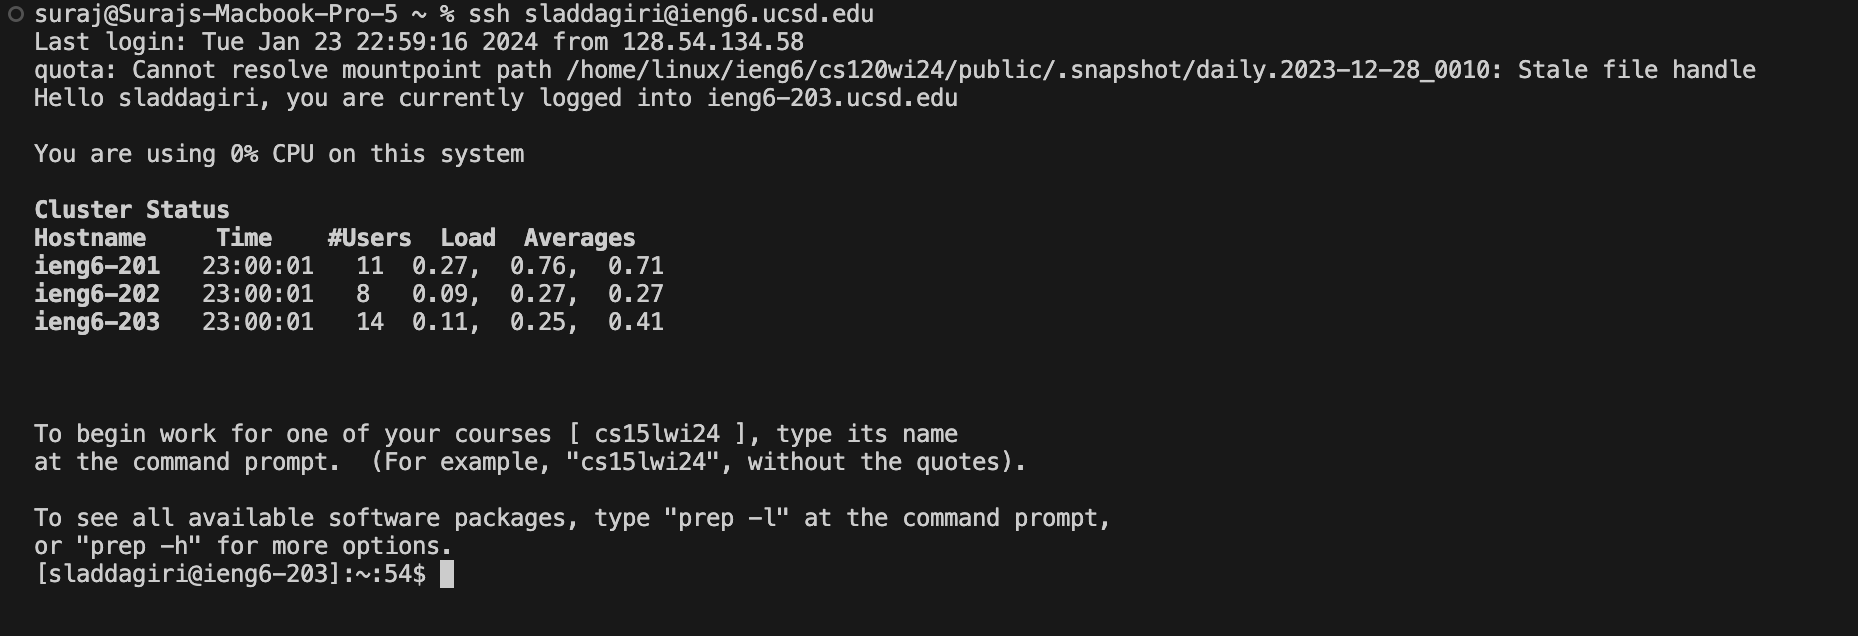 suraj@Surajs-Macbook-Pro-5 ~ % ssh sladdagiri@ieng6.ucsd.edu
Last login: Tue Jan 23 22:59:16 2024 from 128.54.134.58
quota: Cannot resolve mountpoint path /home/linux/ieng6/cs120wi24/public/.snapshot/daily.2023-12-28_0010: Stale file handle
Hello sladdagiri, you are currently logged into ieng6-203.ucsd.edu

You are using 0% CPU on this system

Cluster Status
Hostname     Time    #Users  Load  Averages
ieng6-201   23:00:01   11  0.27,  0.76,  0.71
ieng6-202   23:00:01   8   0.09,  0.27,  0.27
ieng6-203   23:00:01   14  0.11,  0.25,  0.41

To begin work for one of your courses [ cs15lwi24 ], type its name
at the command prompt.  (For example, "cs15lwi24", without the quotes).

To see all available software packages, type "prep -l" at the command prompt,
or "prep -h" for more options.
[sladdagiri@ieng6-203]:~:54$